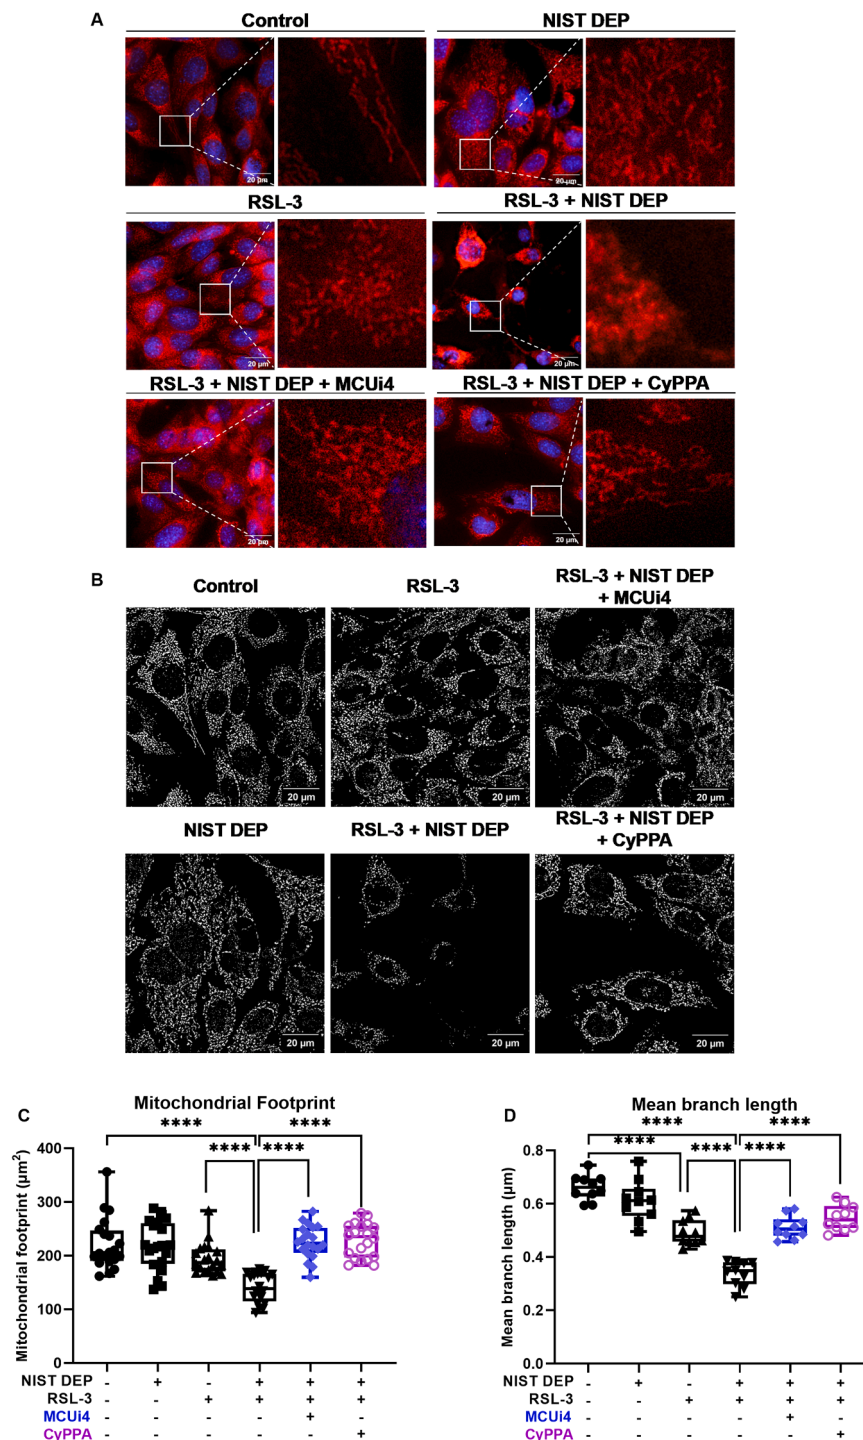 A
Control
NIST DEP
20 µm
20 µm
RSL-3
RSL-3 + NIST DEP
20 µm
20 µm
RSL-3 + NIST DEP + MCUi4
RSL-3 + NIST DEP + CyPPA
20 µm
20 µm
B
Control
RSL-3
RSL-3 + NIST DEP
+ MCUi4
20 µm
20 µm
20 µm
NIST DEP
RSL-3 + NIST DEP
RSL-3 + NIST DEP
+ CyPPA
20 µm
20 µm
20 µm
C
Mitochondrial Footprint
****
****
****
****
Mitochondrial footprint (µm²)
400
300
200
100
0
NIST DEP - + - + + +
RSL-3 - - + + + +
MCUi4 - - - - + -
CyPPA - - - - - +
D
Mean branch length
****
****
****
****
****
Mean branch length (µm)
0.8
0.6
0.4
0.2
0.0
NIST DEP - + - + + +
RSL-3 - - + + + +
MCUi4 - - - - + -
CyPPA - - - - - +